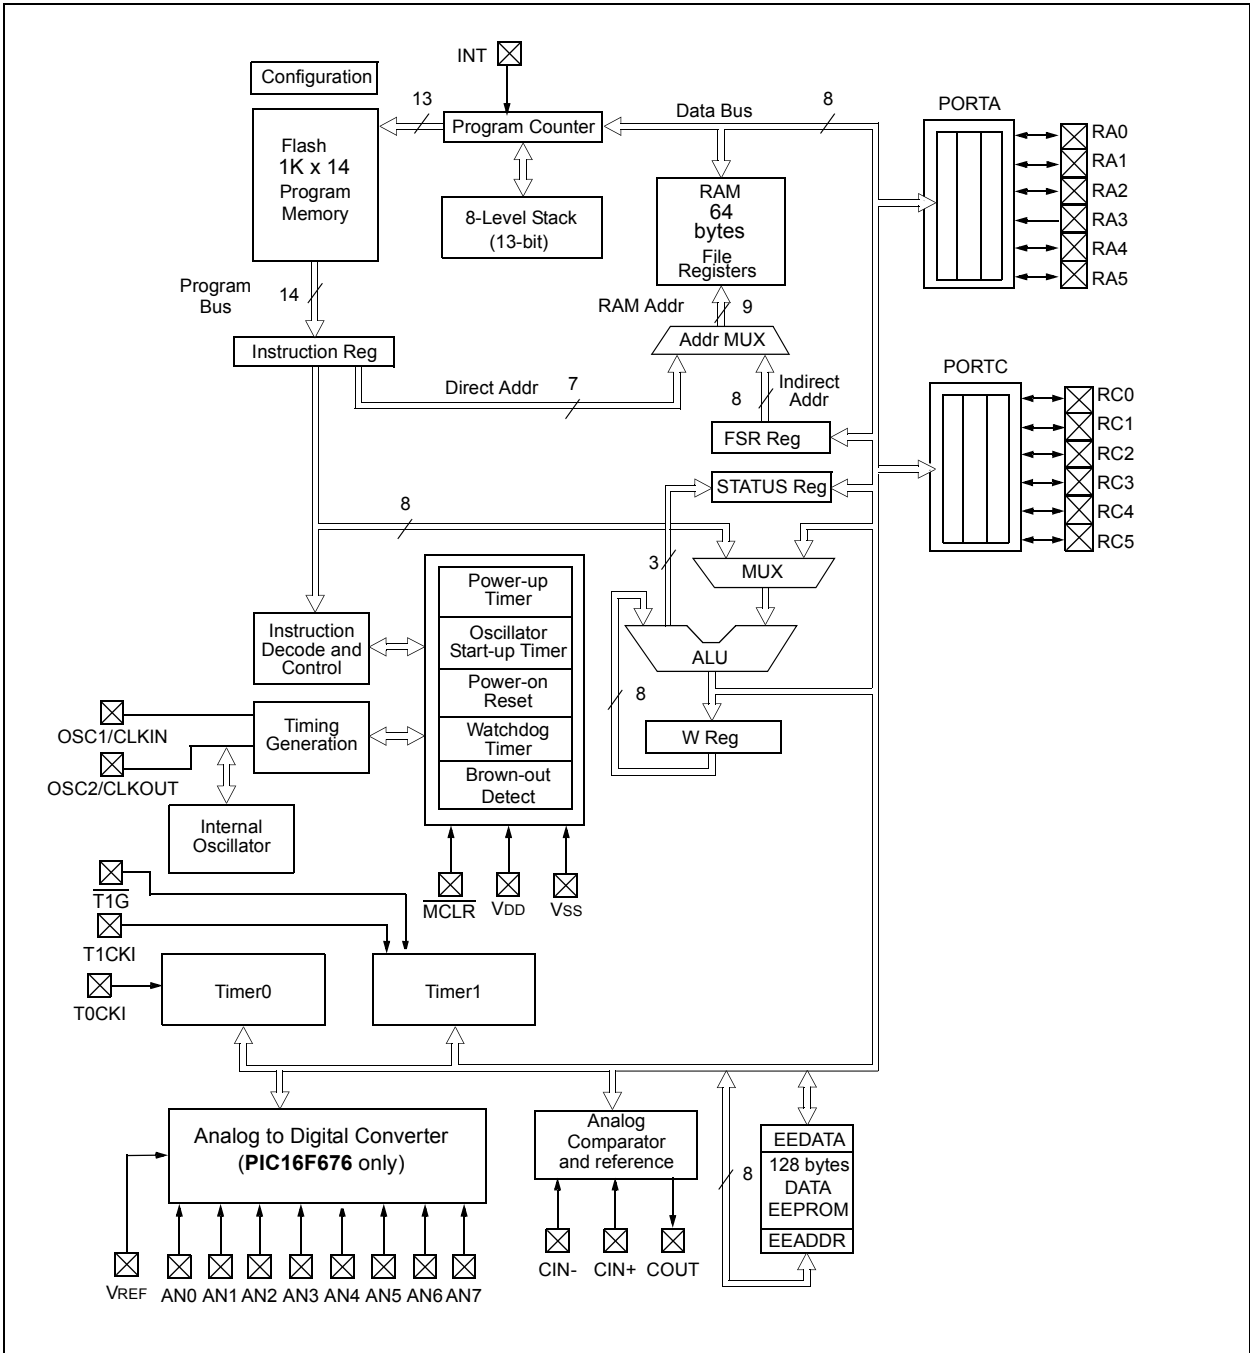 INT
Configuration
13
Data Bus
8
PORTA
Program Counter
Flash
1K x 14
Program
Memory
RA0
RA1
RA2
RA3
RA4
RA5
8-Level Stack
(13-bit)
RAM
64
bytes
File
Registers
Program
Bus
14
RAM Addr
9
Instruction Reg
Addr MUX
Direct Addr
7
8
Indirect
Addr
PORTC
RC0
RC1
RC2
RC3
RC4
RC5
FSR Reg
STATUS Reg
8
3
MUX
Power-up
Timer
Oscillator
Start-up Timer
Power-on
Reset
Watchdog
Timer
Brown-out
Detect
Instruction
Decode and
Control
ALU
8
W Reg
OSC1/CLKIN
Timing
Generation
OSC2/CLKOUT
Internal
Oscillator
T1G
MCLR
VDD
VSS
T1CKI
T0CKI
Timer0
Timer1
Analog to Digital Converter
(PIC16F676 only)
Analog
Comparator
and reference
8
EEDATA
128 bytes
DATA
EEPROM
EEADDR
VREF
AN0 AN1 AN2 AN3 AN4 AN5 AN6 AN7
CIN- CIN+ COUT